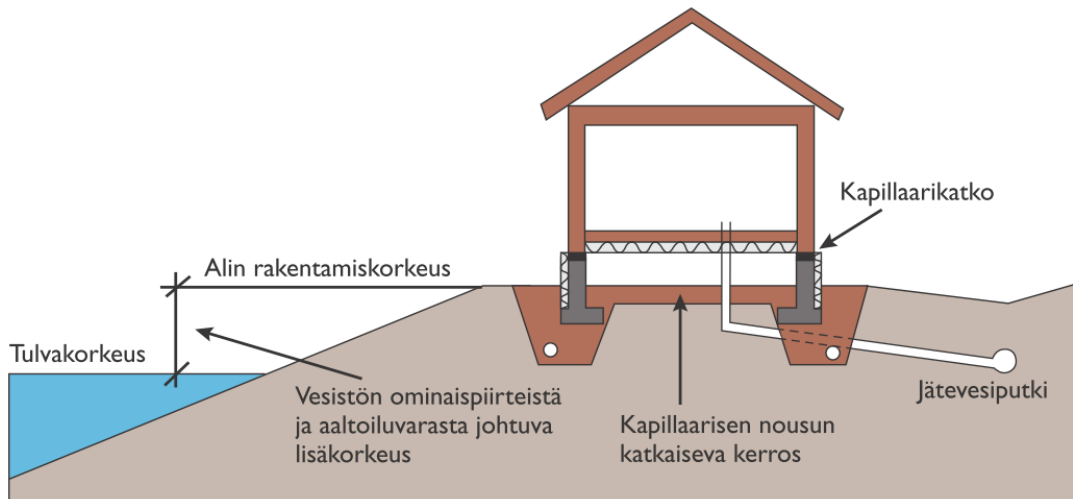 Kapillaarikatko
Alin rakentamiskorkeus
Tulvakorkeus
Vesistön ominaispiirteistä
ja aaltoiluvarasta johtuva
lisäkorkeus
Kapillaarisen nousun
katkaiseva kerros
Jätevesiputki